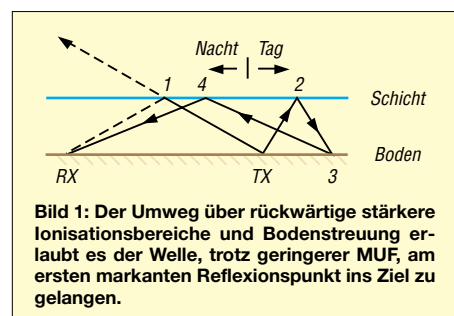 Nacht | Tag
1 4 2
Schicht
Boden
RX TX 3
Bild 1: Der Umweg über rückwärtige stärkere
Ionisationsbereiche und Bodenstreuung er-
laubt es der Welle, trotz geringerer MUF, am
ersten markanten Reflexionspunkt ins Ziel zu
gelangen.